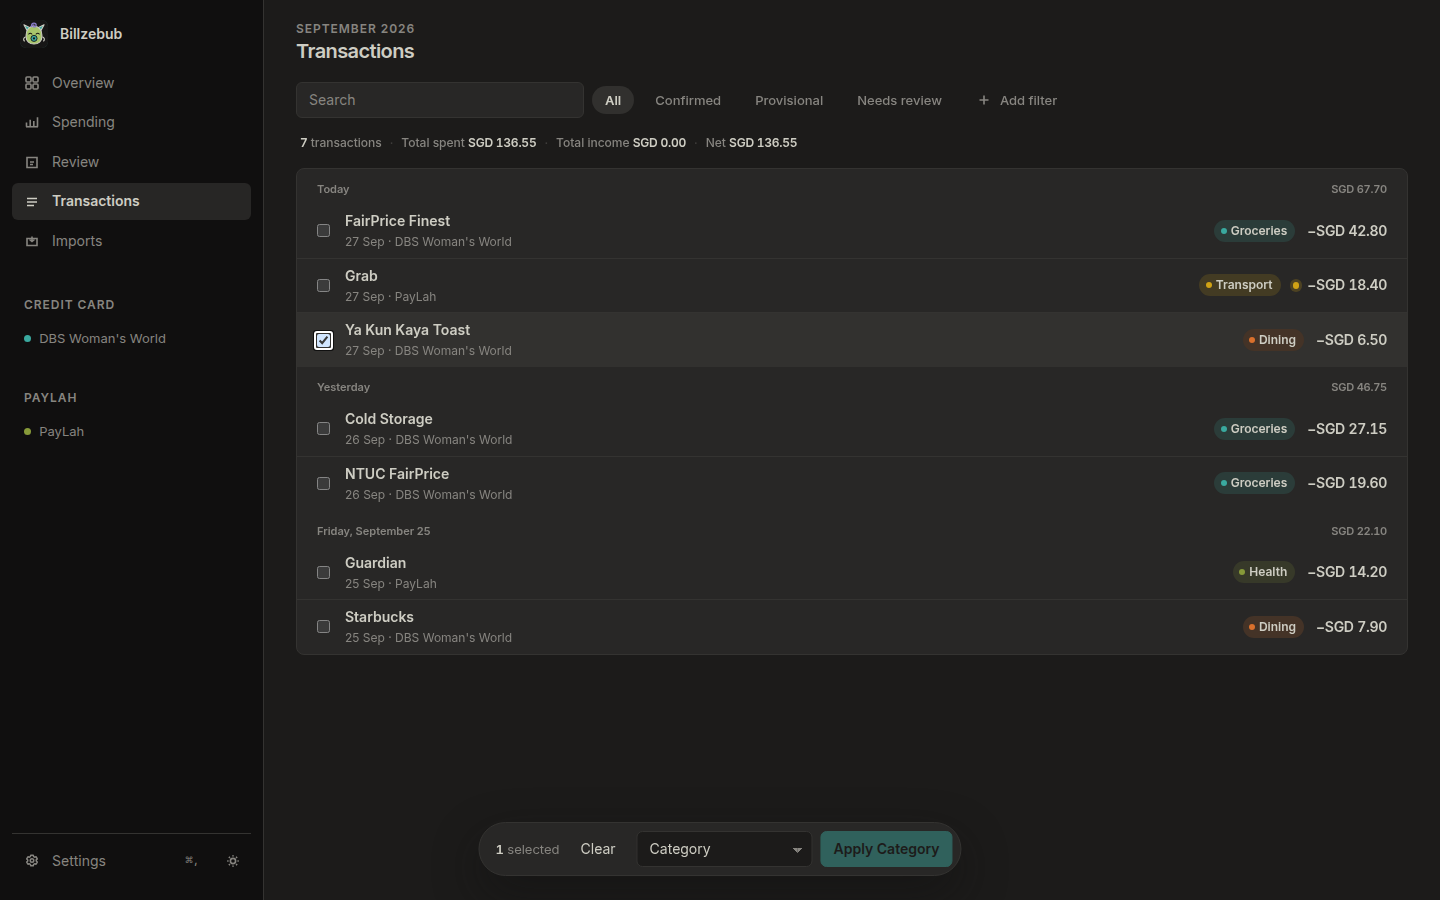 Billzebub
Overview
Spending
Review
Transactions
Imports
CREDIT CARD
DBS Woman's World
PAYLAH
PayLah
Settings ⌘,
SEPTEMBER 2026
Transactions
Search All Confirmed Provisional Needs review + Add filter
7 transactions · Total spent SGD 136.55 · Total income SGD 0.00 · Net SGD 136.55
Today SGD 67.70
FairPrice Finest
27 Sep · DBS Woman's World
Groceries −SGD 42.80
Grab
27 Sep · PayLah
Transport −SGD 18.40
Ya Kun Kaya Toast
27 Sep · DBS Woman's World
Dining −SGD 6.50
Yesterday SGD 46.75
Cold Storage
26 Sep · DBS Woman's World
Groceries −SGD 27.15
NTUC FairPrice
26 Sep · DBS Woman's World
Groceries −SGD 19.60
Friday, September 25 SGD 22.10
Guardian
25 Sep · PayLah
Health −SGD 14.20
Starbucks
25 Sep · DBS Woman's World
Dining −SGD 7.90
1 selected Clear Category Apply Category